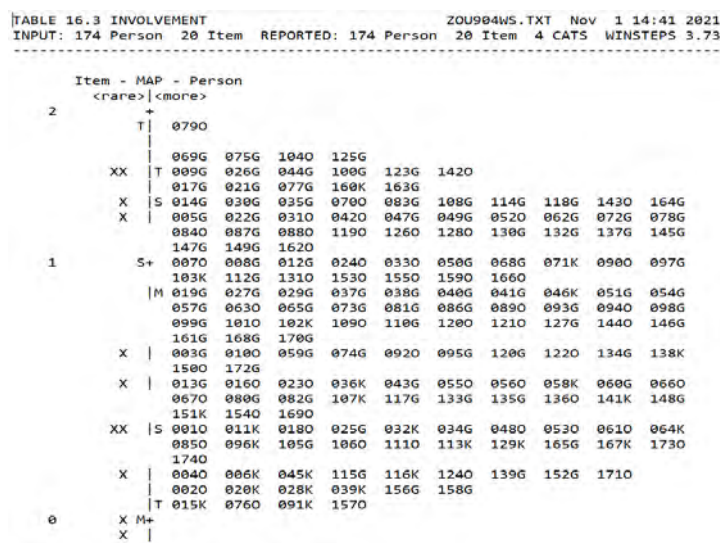 TABLE 16.3 INVOLVEMENT ZOU904WS.TXT Nov 1 14:41 2021
INPUT: 174 Person 20 Item REPORTED: 174 Person 20 Item 4 CATS WINSTEPS 3.73
--------------------------------------------------------------------------------
Item - MAP - Person
<rare>|<more>
2 +
T| 079O
|
| 069G 075G 104O 125G
XX |T 009G 026G 044G 100G 123G 142O
| 017G 021G 077G 160K 163G
X |S 014G 030G 035G 070O 083G 108G 114G 118G 143O 164G
X | 005G 022G 031O 042O 047G 049G 052O 062G 072G 078G
084O 087G 088O 119O 126O 128O 130G 132G 137G 145G
147G 149G 162O
1 S+ 007O 008G 012G 024O 033O 050G 068G 071K 090O 097G
103K 112G 131O 153O 155O 159O 166O
|M 019G 027G 029G 037G 038G 040G 041G 046K 051G 054G
057G 063O 065G 073G 081G 086G 089O 093G 094O 098G
099G 101O 102K 109O 110G 120O 121O 127G 144O 146G
161G 168G 170G
X | 003G 010O 059G 074G 092O 095G 120G 122O 134G 138K
150O 172G
X | 013G 016O 023O 036K 043G 055O 056O 058K 060G 066O
067O 080G 082G 107K 117G 133G 135G 136O 141K 148G
151K 154O 169O
XX |S 001O 011K 018O 025G 032K 034G 048O 053O 061O 064K
085O 096K 105G 106O 111O 113K 129K 165G 167K 173O
174O
X | 004O 006K 045K 115G 116K 124O 139G 152G 171O
| 002O 020K 028K 039K 156G 158G
|T 015K 076O 091K 157O
0 X M+
X |